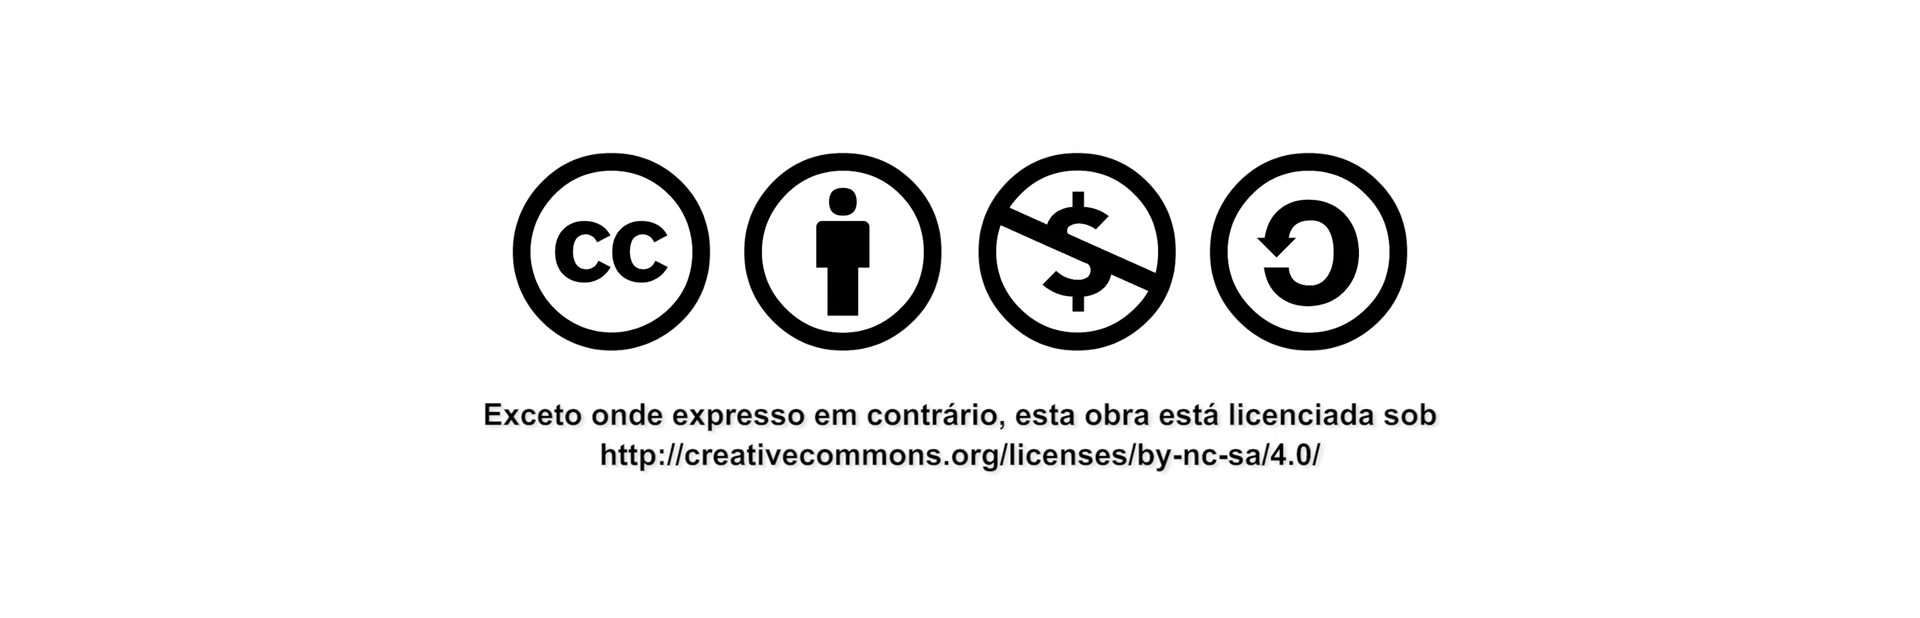 cc
$
Exceto onde expresso em contrário, esta obra está licenciada sob
http://creativecommons.org/licenses/by-nc-sa/4.0/